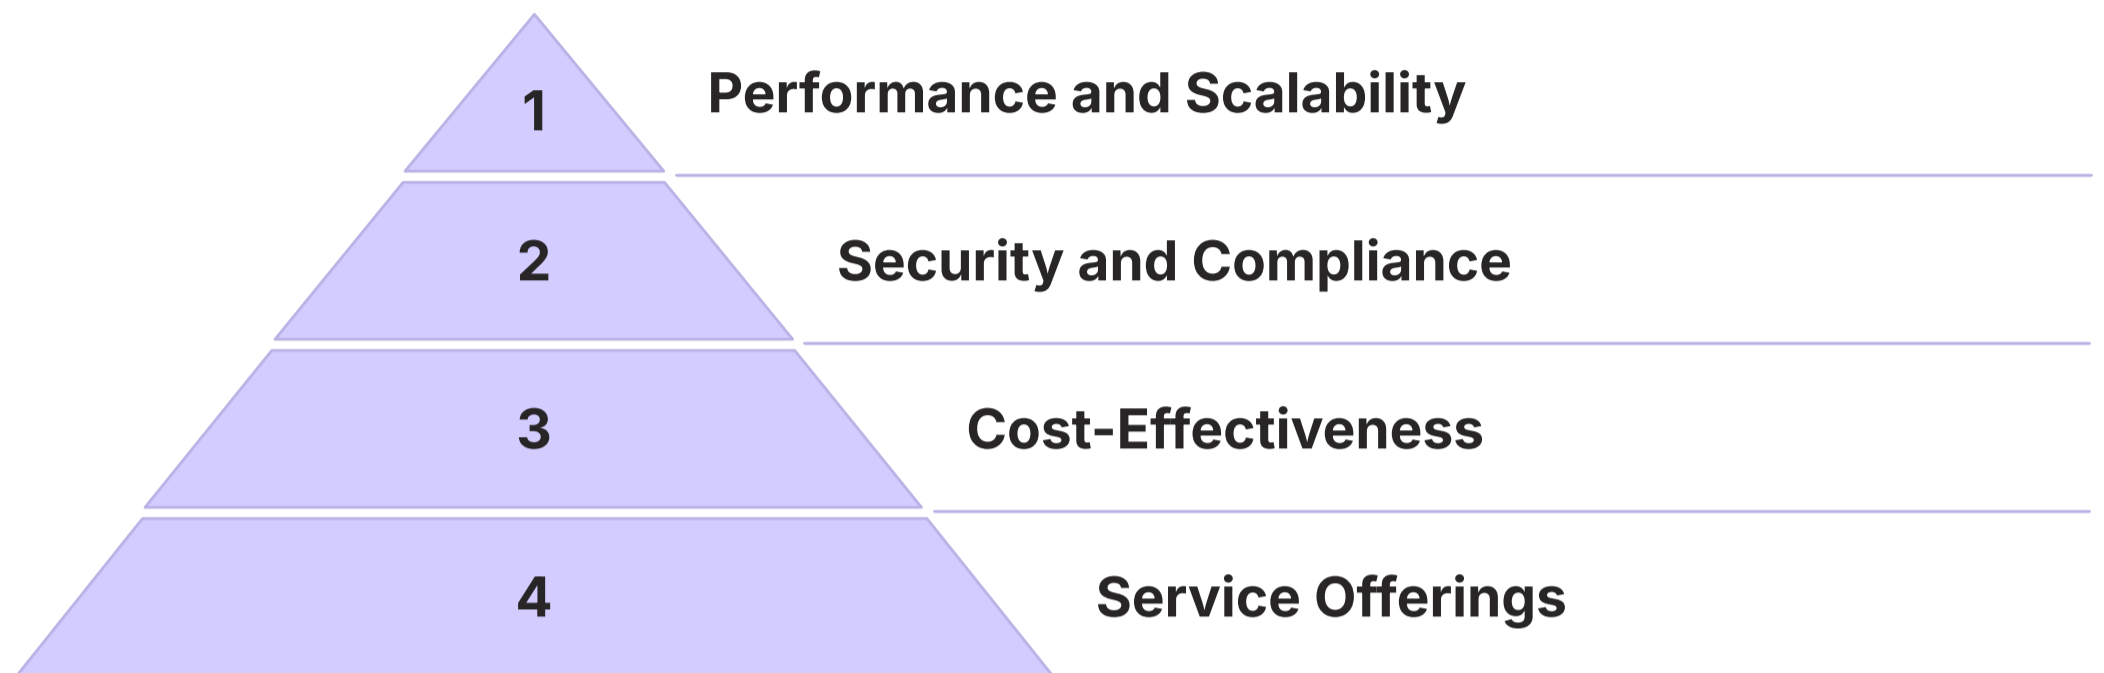 1 Performance and Scalability
2 Security and Compliance
3 Cost-Effectiveness
4 Service Offerings